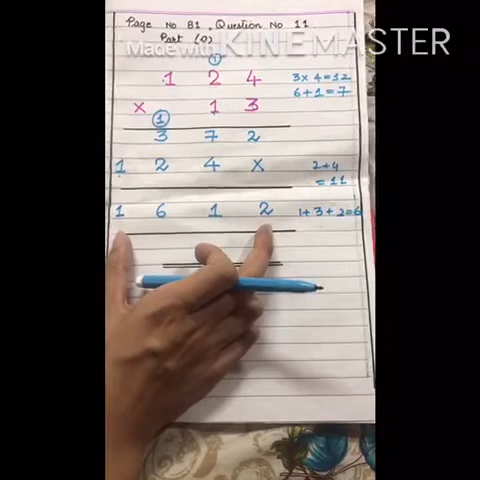 Page No 81, Question No 11
Part (a)
Made with KINEMASTER
1
1 2 4
3x4=12
6+1=7
x 1 3
1
3 7 2
1 2 4 x
2+4
=11
1 6 1 2
1+3+2=6